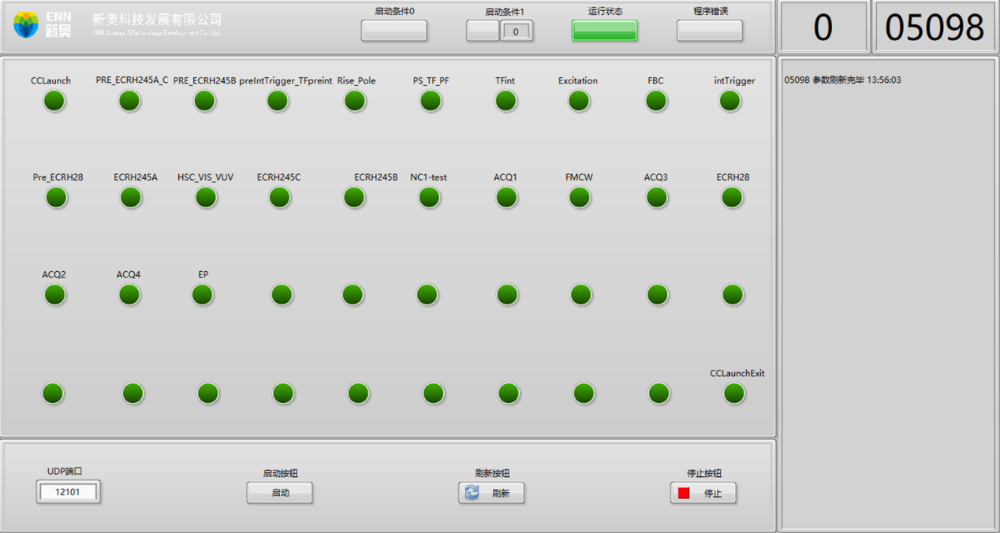 ENN
新奥
新奥科技发展有限公司
ENN Science & Technology Development Co., Ltd.
启动条件0
启动条件1
0
运行状态
程序错误
0
05098
CCLaunch
PRE_ECRH245A_C
PRE_ECRH245B
preIntTrigger_TFpreint
Rise_Pole
PS_TF_PF
TFint
Excitation
FBC
intTrigger
05098 参数刷新完毕 13:56:03
Pre_ECRH28
ECRH245A
HSC_VIS_VUV
ECRH245C
ECRH245B
NC1-test
ACQ1
FMCW
ACQ3
ECRH28
ACQ2
ACQ4
EP
CCLaunchExit
UDP端口
12101
启动按钮
启动
刷新按钮
刷新
停止按钮
停止